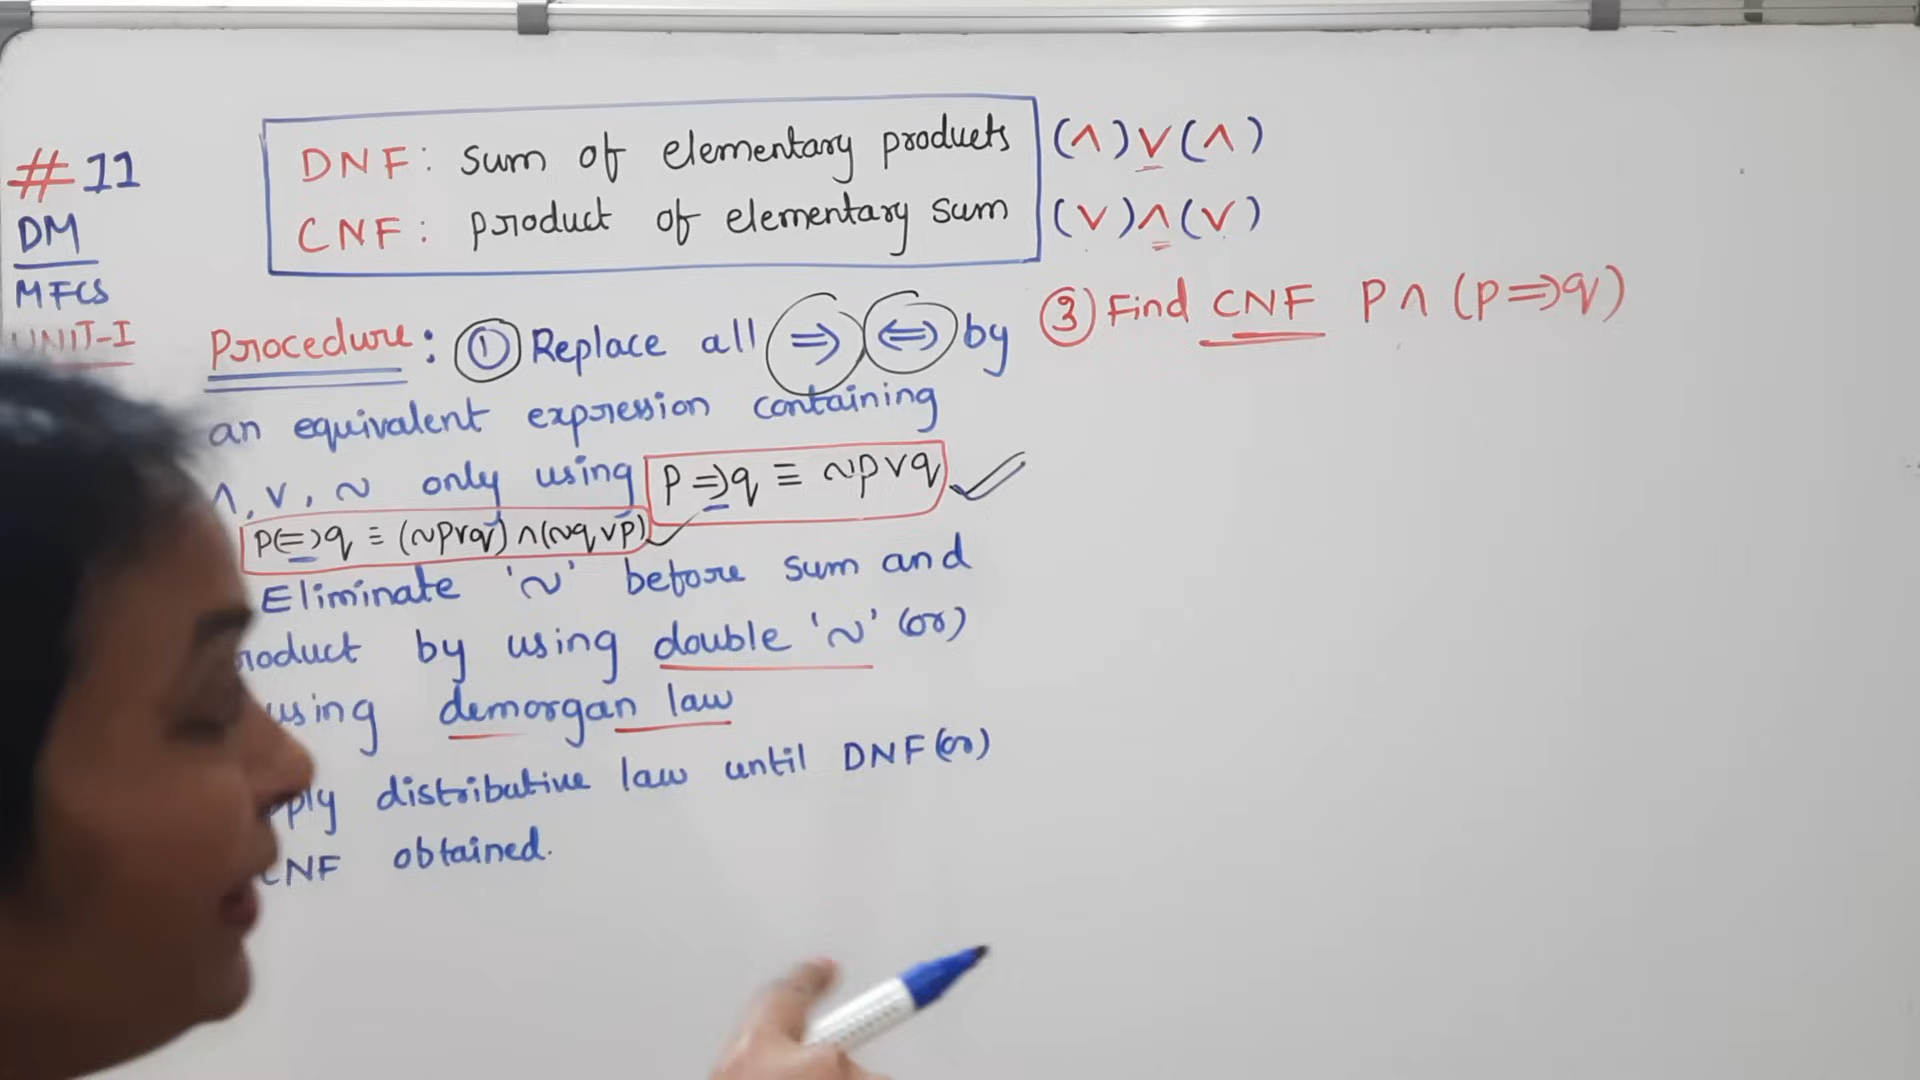 #11
DM
MFCS
UNIT-I
DNF: sum of elementary products (∧)∨(∧)
CNF: product of elementary sum (∨)∧(∨)
Procedure: ① Replace all ⇒ ⇔ by
an equivalent expression containing
∧, ∨, ~ only using p⇒q ≡ ~p∨q
p⇔q ≡ (~p∨q)∧(~q∨p)
Eliminate '~' before sum and
roduct by using double '~' (or)
using demorgan law
pply distributive law until DNF(or)
CNF obtained.
③ Find CNF P∧(p⇒q)